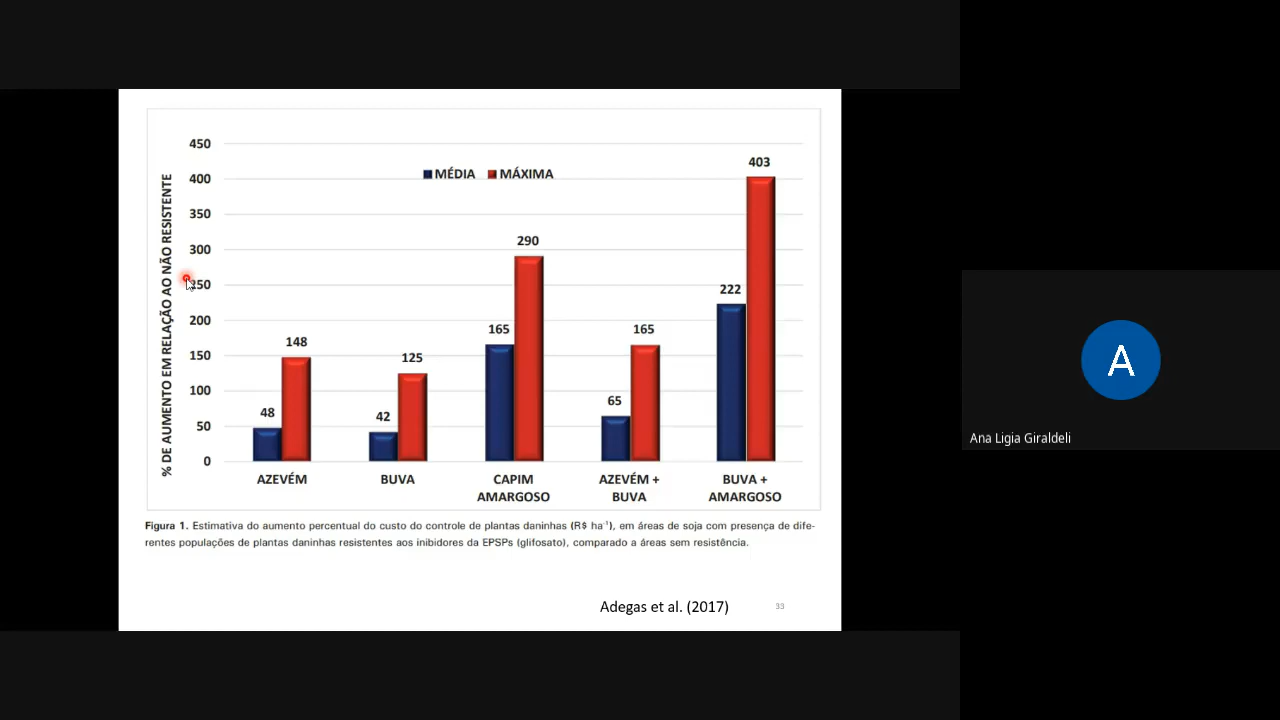 450
400
350
300
250
200
150
100
50
0
% DE AUMENTO EM RELAÇÃO AO NÃO RESISTENTE
MÉDIA MÁXIMA
48 148
42 125
165 290
65 165
222 403
AZEVÉM
BUVA
CAPIM
AMARGOSO
AZEVÉM +
BUVA
BUVA +
AMARGOSO
Figura 1. Estimativa do aumento percentual do custo do controle de plantas daninhas (R$ ha⁻¹), em áreas de soja com presença de dife-
rentes populações de plantas daninhas resistentes aos inibidores da EPSPs (glifosato), comparado a áreas sem resistência.
Adegas et al. (2017)
33
A
Ana Ligia Giraldeli